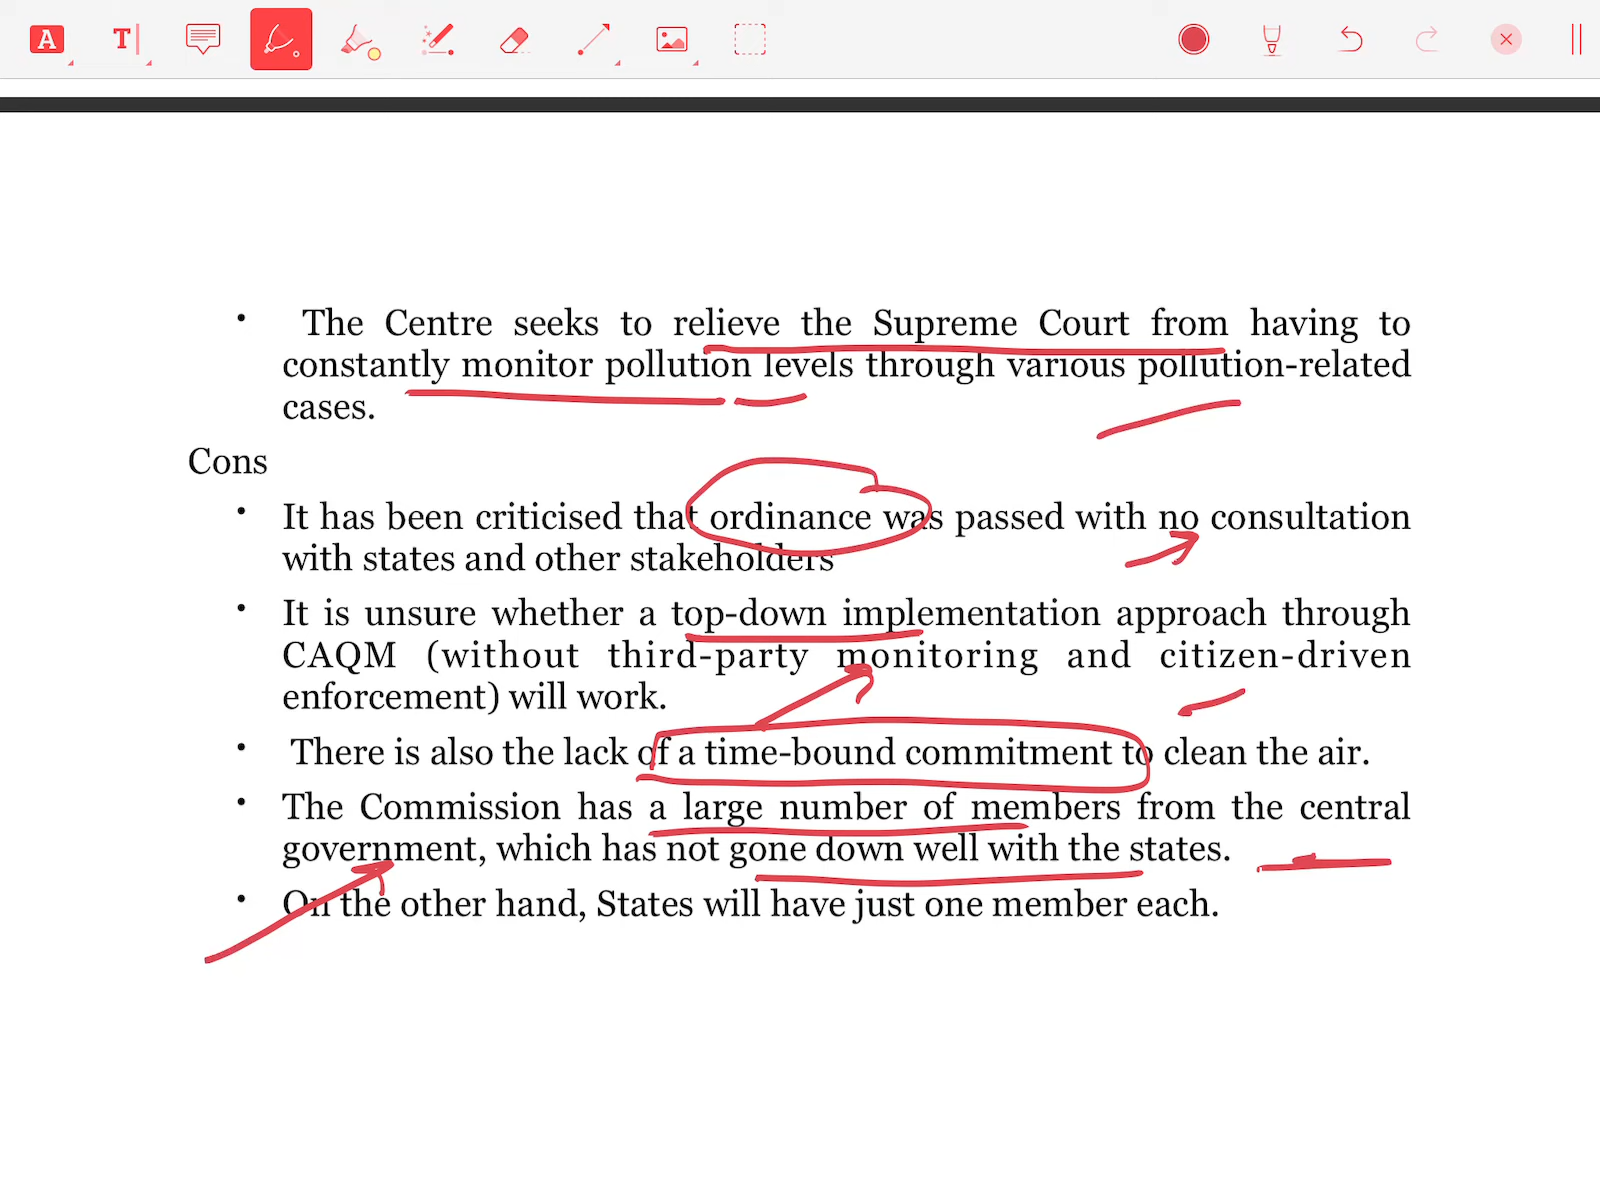 A T
• The Centre seeks to relieve the Supreme Court from having to
constantly monitor pollution levels through various pollution-related
cases.
Cons
• It has been criticised that ordinance was passed with no consultation
with states and other stakeholders
• It is unsure whether a top-down implementation approach through
CAQM (without third-party monitoring and citizen-driven
enforcement) will work.
• There is also the lack of a time-bound commitment to clean the air.
• The Commission has a large number of members from the central
government, which has not gone down well with the states.
• On the other hand, States will have just one member each.